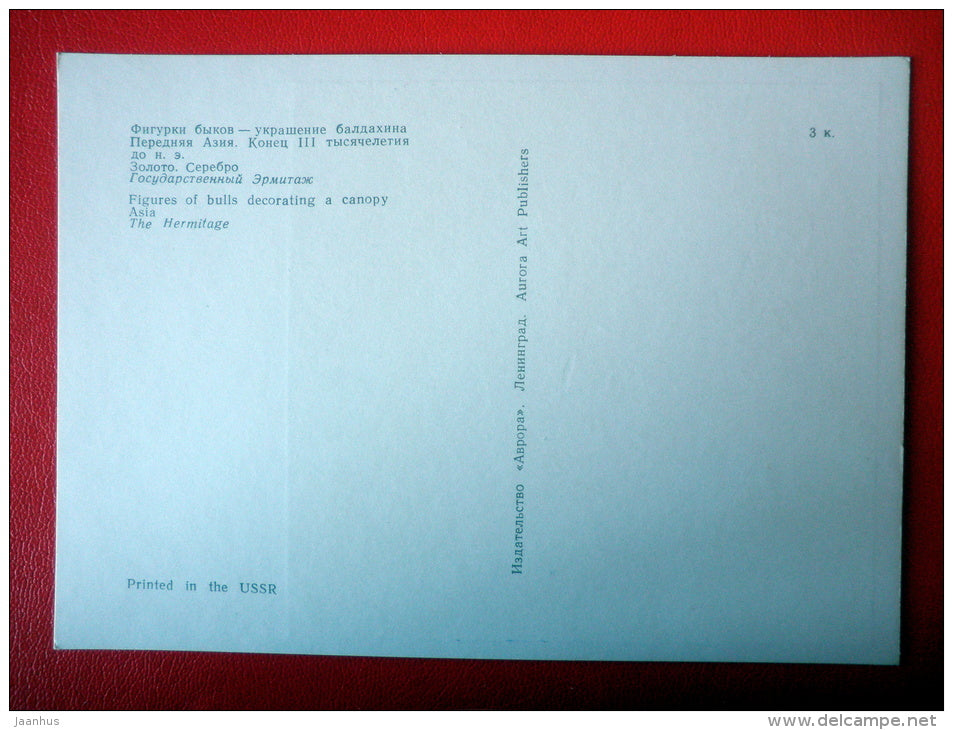 Фигурки быков — украшение балдахина
Передняя Азия. Конец III тысячелетия
до н. э.
Золото. Серебро
Государственный Эрмитаж
Figures of bulls decorating a canopy
Asia
The Hermitage
Printed in the USSR
Издательство «Аврора». Ленинград. Aurora Art Publishers
3 к.
jaanhus
www.delcampe.net